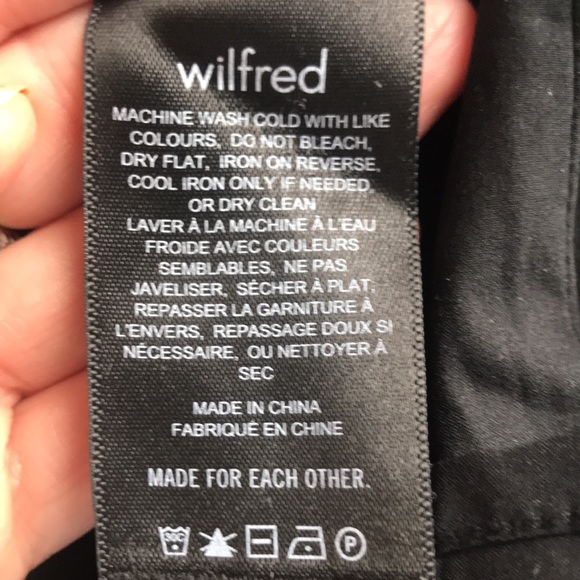 wilfred
MACHINE WASH COLD WITH LIKE
COLOURS, DO NOT BLEACH,
DRY FLAT, IRON ON REVERSE,
COOL IRON ONLY IF NEEDED,
OR DRY CLEAN
LAVER À LA MACHINE À L'EAU
FROIDE AVEC COULEURS
SEMBLABLES, NE PAS
JAVELISER, SÉCHER À PLAT,
REPASSER LA GARNITURE À
L'ENVERS, REPASSAGE DOUX SI
NÉCESSAIRE, OU NETTOYER À
SEC
MADE IN CHINA
FABRIQUÉ EN CHINE
MADE FOR EACH OTHER.
30C P